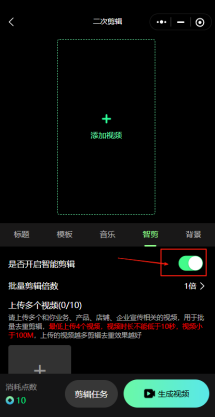 二次剪辑
添加视频
标题 模板 音乐 智剪 背景
是否开启智能剪辑
批量剪辑倍数 1倍
上传多个视频(0/10)
请上传多个和你业务、产品、店铺、企业宣传相关的视频，用于批
量去重剪辑，最低上传4个视频，视频时长不能低于10秒，视频小
于100M，上传的视频越多剪辑去重效果越好
消耗点数
10
剪辑任务
生成视频